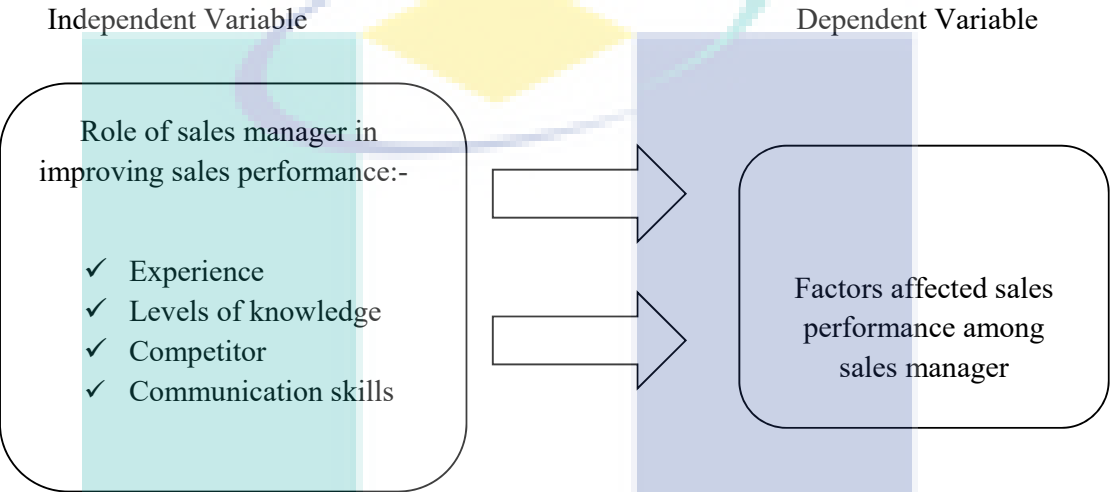 Independent Variable
Dependent Variable
Role of sales manager in
improving sales performance:-
✓ Experience
✓ Levels of knowledge
✓ Competitor
✓ Communication skills
Factors affected sales
performance among
sales manager